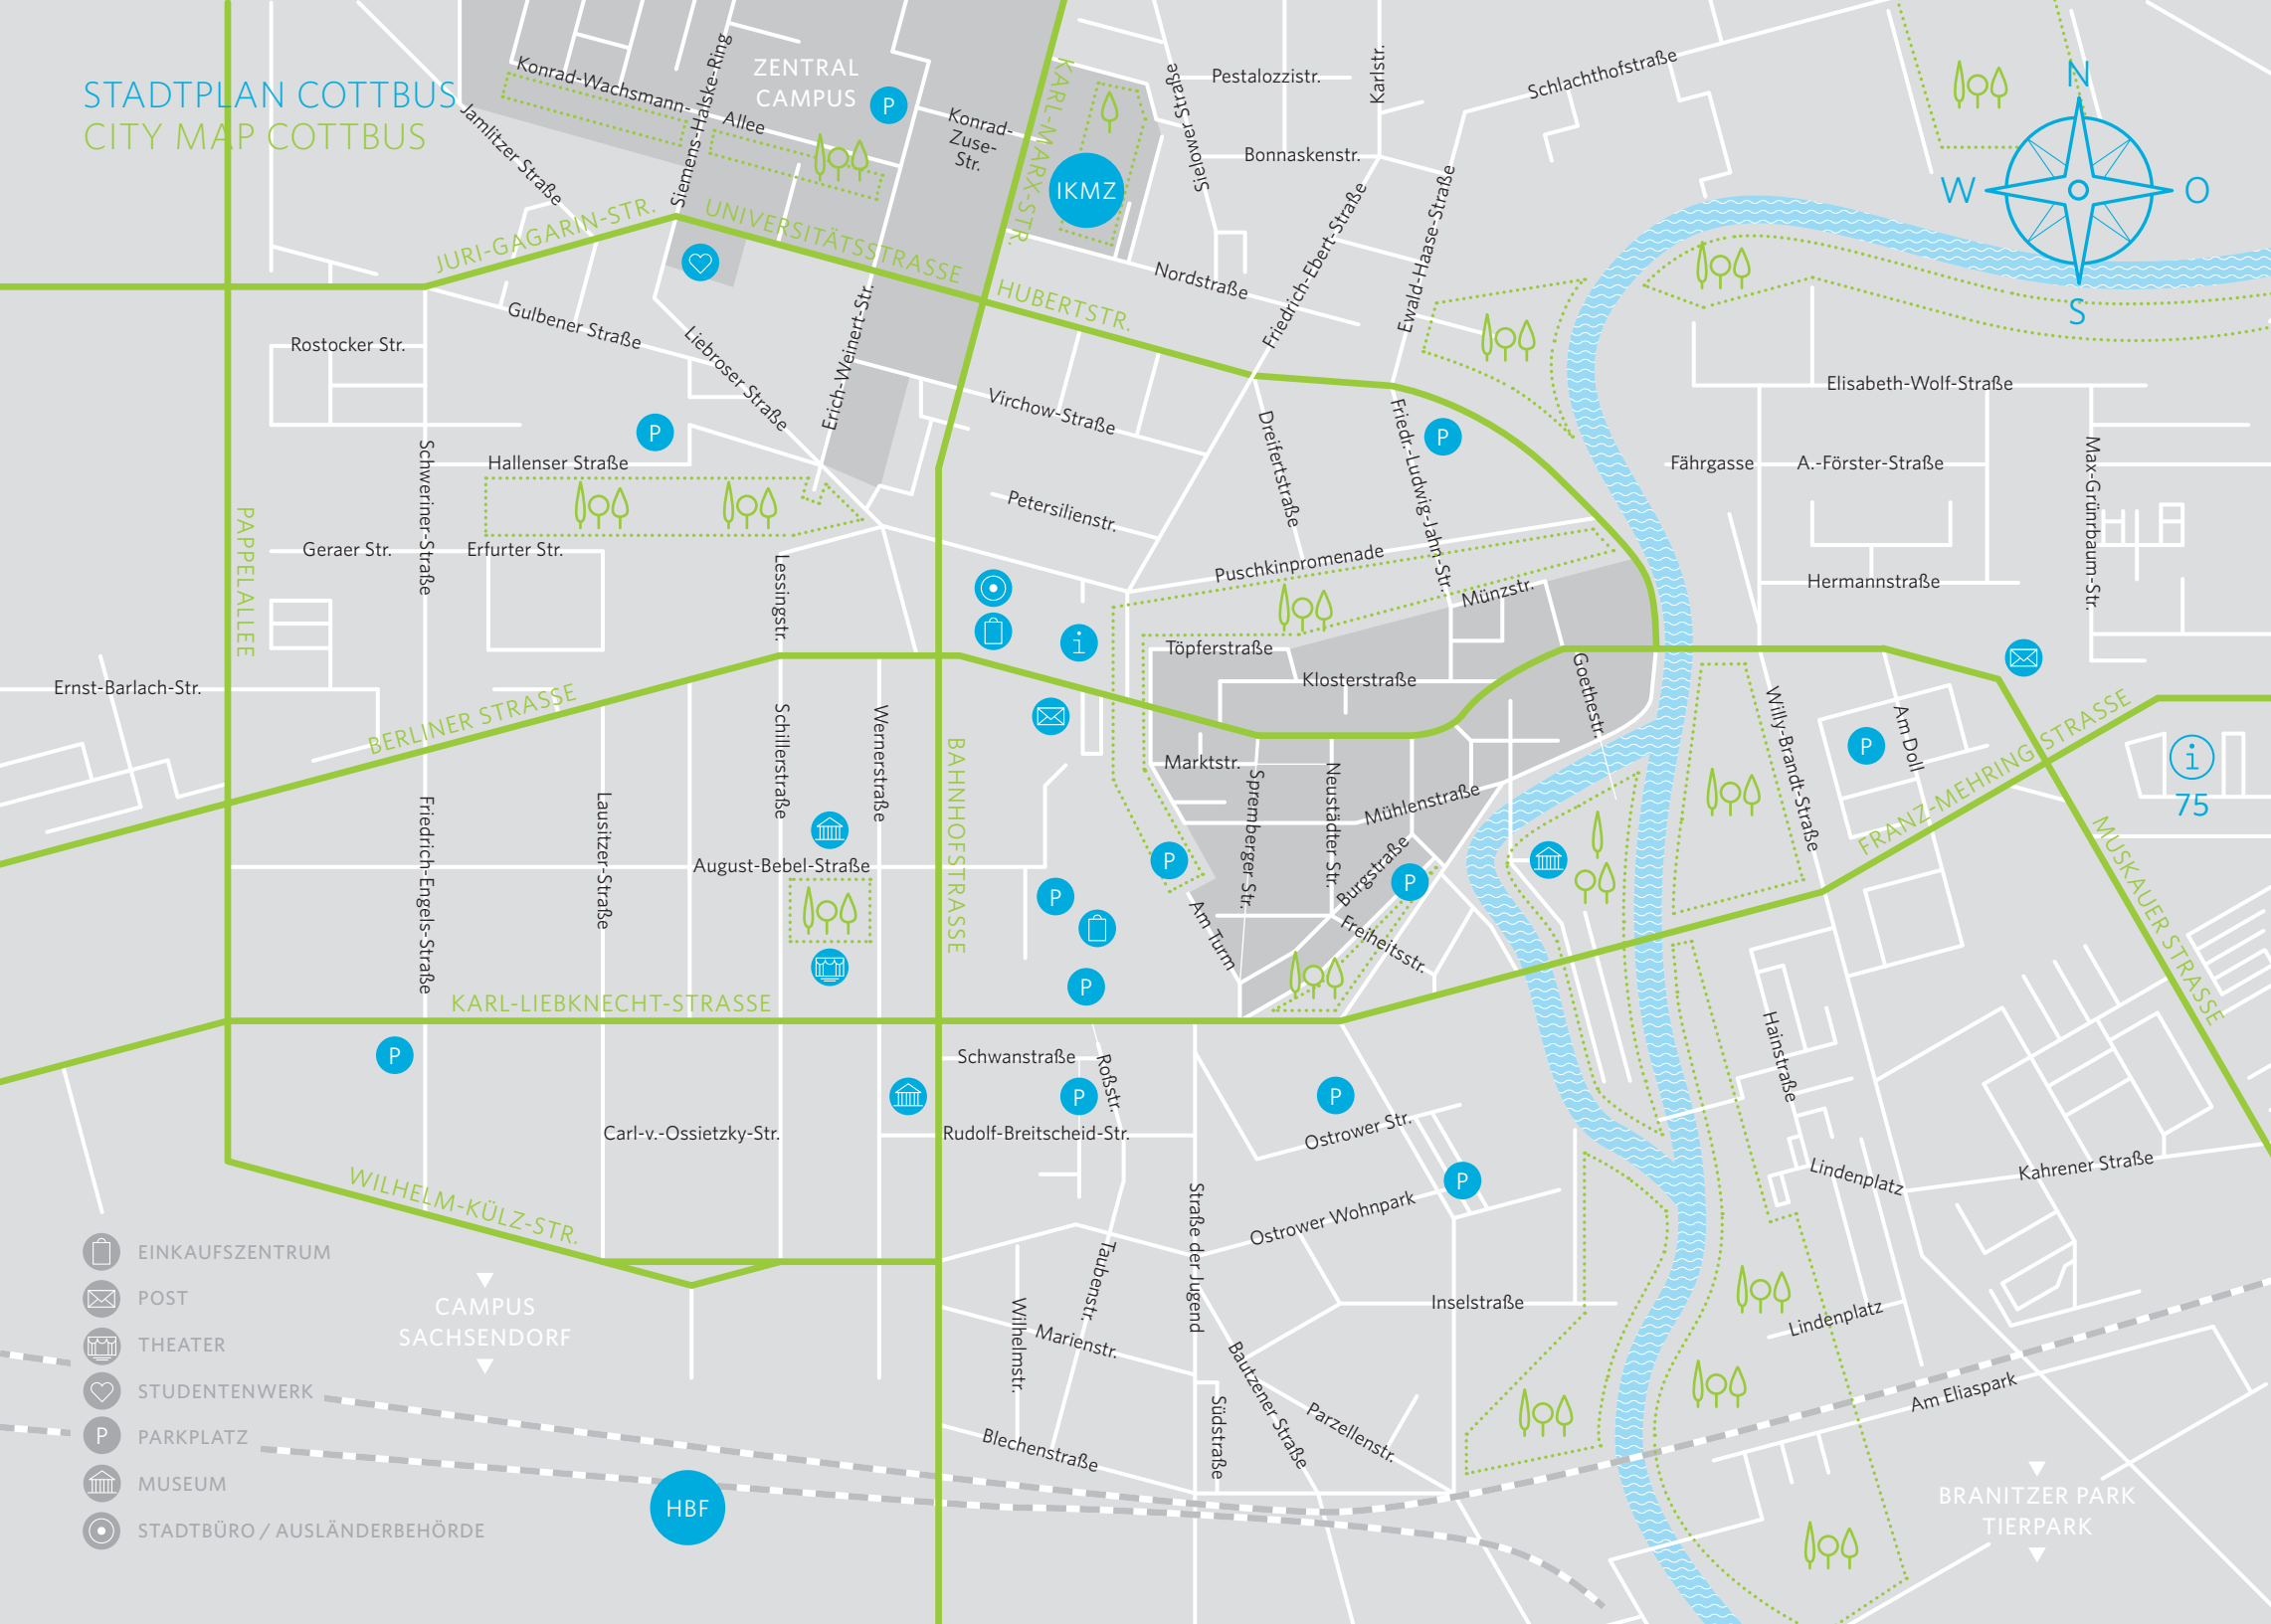 STADTPLAN COTTBUS
CITY MAP COTTBUS
ZENTRAL
CAMPUS
P
Konrad-Wachsmann-
Allee
Siemens-Halske-Ring
Jamlitzer Straße
Konrad-
Zuse-
Str.
KARL-MARX-STR.
IKMZ
Sielower Straße
Pestalozzistr.
Karlstr.
Bonnaskenstr.
Schlachthofstraße
N
W
O
S
JURI-GAGARIN-STR.
UNIVERSITÄTSSTRASSE
HUBERTSTR.
Nordstraße
Friedrich-Ebert-Straße
Ewald-Haase-Straße
Gulbener Straße
Liebroser Straße
Erich-Weinert-Str.
Rostocker Str.
Virchow-Straße
Elisabeth-Wolf-Straße
Dreifertstraße
Friedr.-Ludwig-Jahn-Str.
P
P
Schweriner-Straße
Hallenser Straße
Fährgasse
A.-Förster-Straße
Max-Grünrbaum-Str.
Petersilienstr.
PAPPELALLEE
Geraer Str.
Erfurter Str.
Lessingstr.
Puschkinpromenade
Münzstr.
Hermannstraße
i
Töpferstraße
Klosterstraße
Goethestr.
Ernst-Barlach-Str.
BERLINER STRASSE
Schillerstraße
Wernerstraße
BAHNHOFSTRASSE
Willy-Brandt-Straße
Am Doll
P
FRANZ-MEHRING-STRASSE
i
75
Marktstr.
Spremberger Str.
Neustädter Str.
Mühlenstraße
Friedrich-Engels-Straße
Lausitzer-Straße
August-Bebel-Straße
MUSKAUER STRASSE
P
P
P
Burgstraße
Am Turm
Freiheitsstr.
P
KARL-LIEBKNECHT-STRASSE
Hainstraße
P
Schwanstraße
Roßstr.
P
P
Carl-v.-Ossietzky-Str.
Rudolf-Breitscheid-Str.
Ostrower Str.
Lindenplatz
Kahrener Straße
P
WILHELM-KÜLZ-STR.
Straße der Jugend
Ostrower Wohnpark
Taubenstr.
EINKAUFSZENTRUM
POST
THEATER
STUDENTENWERK
P
PARKPLATZ
MUSEUM
STADTBÜRO / AUSLÄNDERBEHÖRDE
CAMPUS
SACHSENDORF
Wilhelmstr.
Marienstr.
Inselstraße
Lindenplatz
Bautzener Straße
Südstraße
Parzellenstr.
Am Eliaspark
Blechenstraße
HBF
BRANITZER PARK
TIERPARK